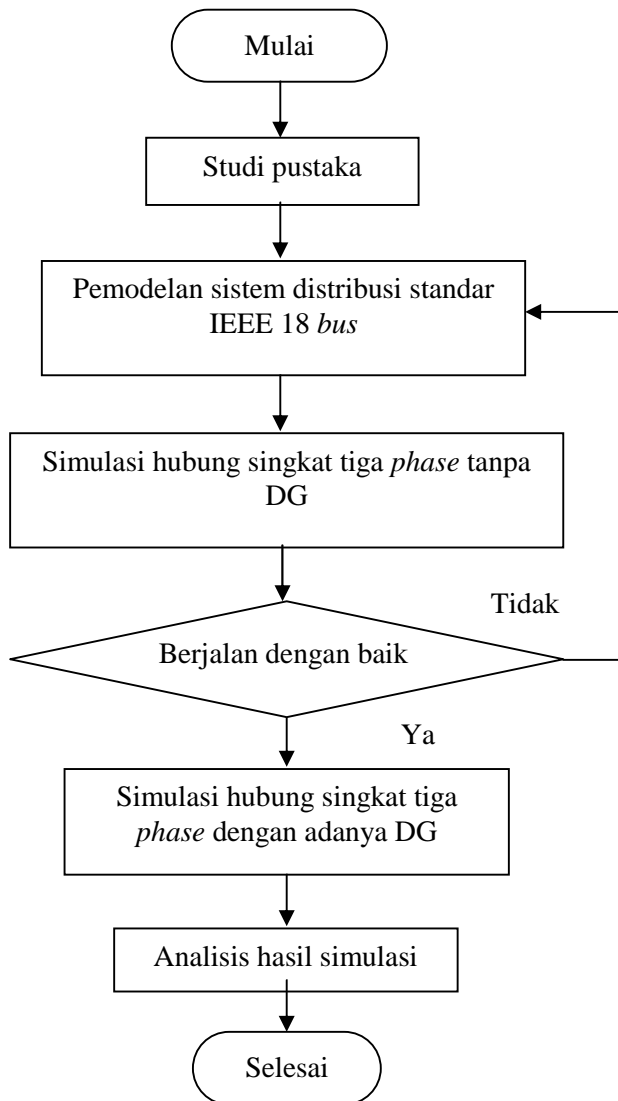 Mulai
Studi pustaka
Pemodelan sistem distribusi standar
IEEE 18 bus
Simulasi hubung singkat tiga phase tanpa
DG
Tidak
Berjalan dengan baik
Ya
Simulasi hubung singkat tiga
phase dengan adanya DG
Analisis hasil simulasi
Selesai